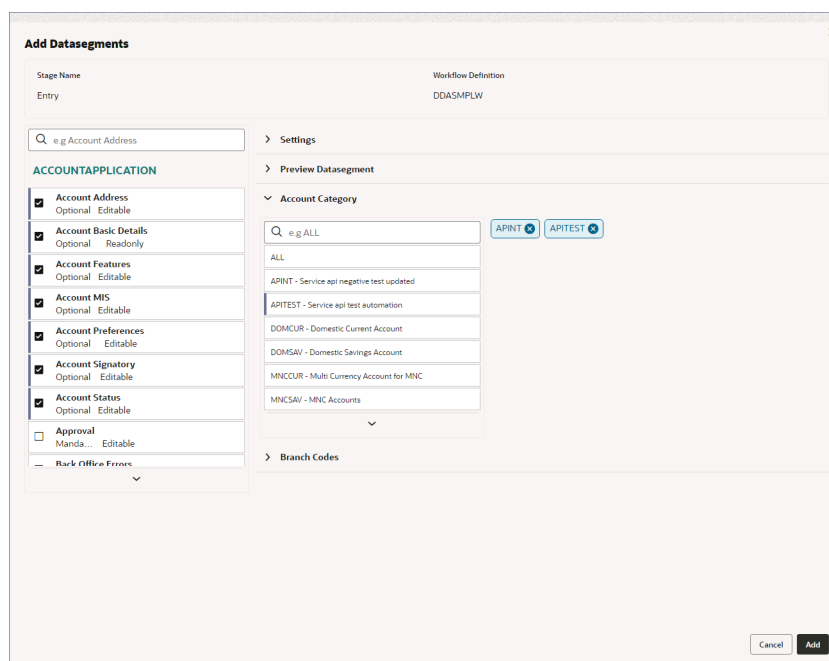 Add Datasegments
Stage Name
Workflow Definition
Entry
DDASMPLW
e.g Account Address
ACCOUNTAPPLICATION
Account Address
Optional Editable
Account Basic Details
Optional Readonly
Account Features
Optional Editable
Account MIS
Optional Editable
Account Preferences
Optional Editable
Account Signatory
Optional Editable
Account Status
Optional Editable
Approval
Manda... Editable
Back Office Errors
Settings
Preview Datasegment
Account Category
e.g ALL
APINT
APITEST
ALL
APINT - Service api negative test updated
APITEST - Service api test automation
DOMCUR - Domestic Current Account
DOMSAV - Domestic Savings Account
MNCCUR - Multi Currency Account for MNC
MNCSAV - MNC Accounts
Branch Codes
Cancel
Add